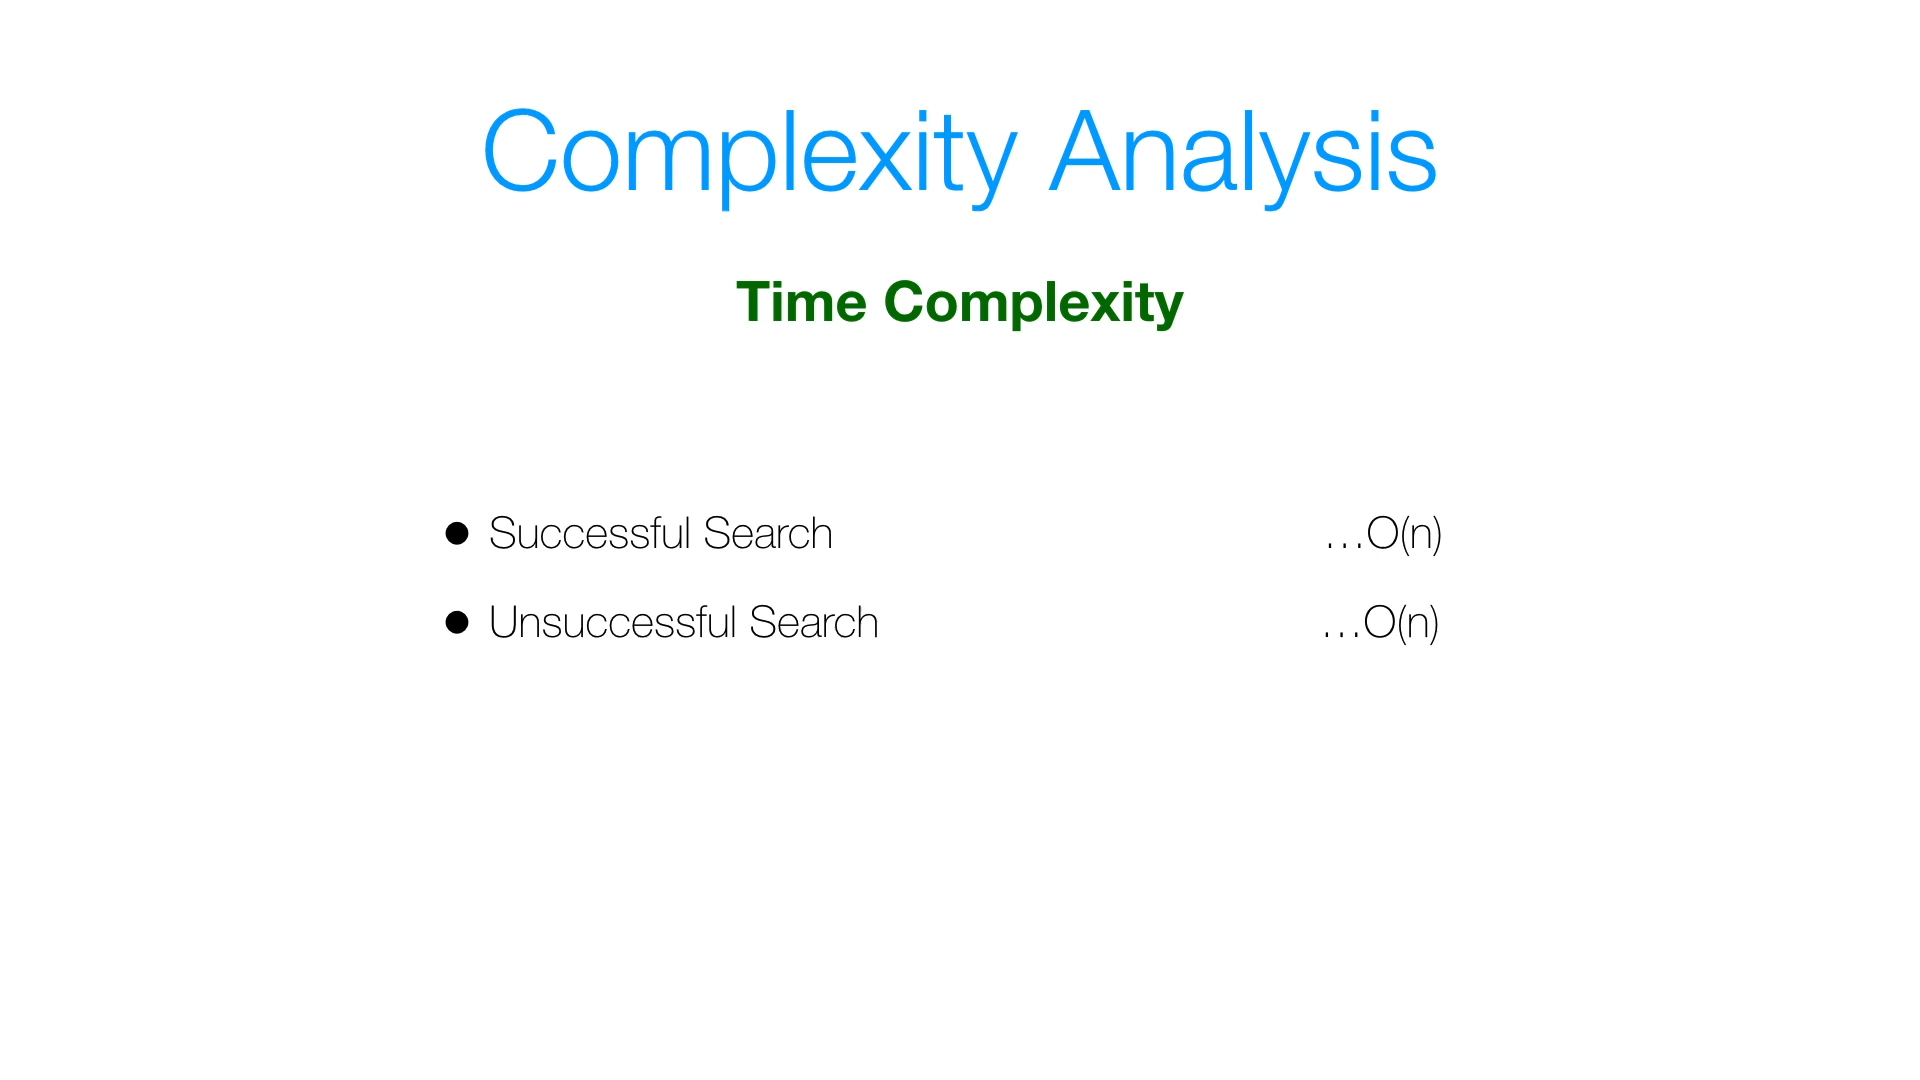 Complexity Analysis
Time Complexity
● Successful Search …O(n)
● Unsuccessful Search …O(n)